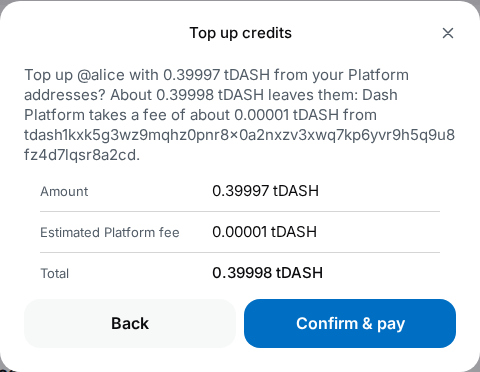 Top up credits
Top up @alice with 0.39997 tDASH from your Platform
addresses? About 0.39998 tDASH leaves them: Dash
Platform takes a fee of about 0.00001 tDASH from
tdash1kxk5g3wz9mqhz0pnr8×0a2nxzv3xwq7kp6yvr9h5q9u8
fz4d7lqsr8a2cd.
Amount 0.39997 tDASH
Estimated Platform fee 0.00001 tDASH
Total 0.39998 tDASH
Back Confirm & pay